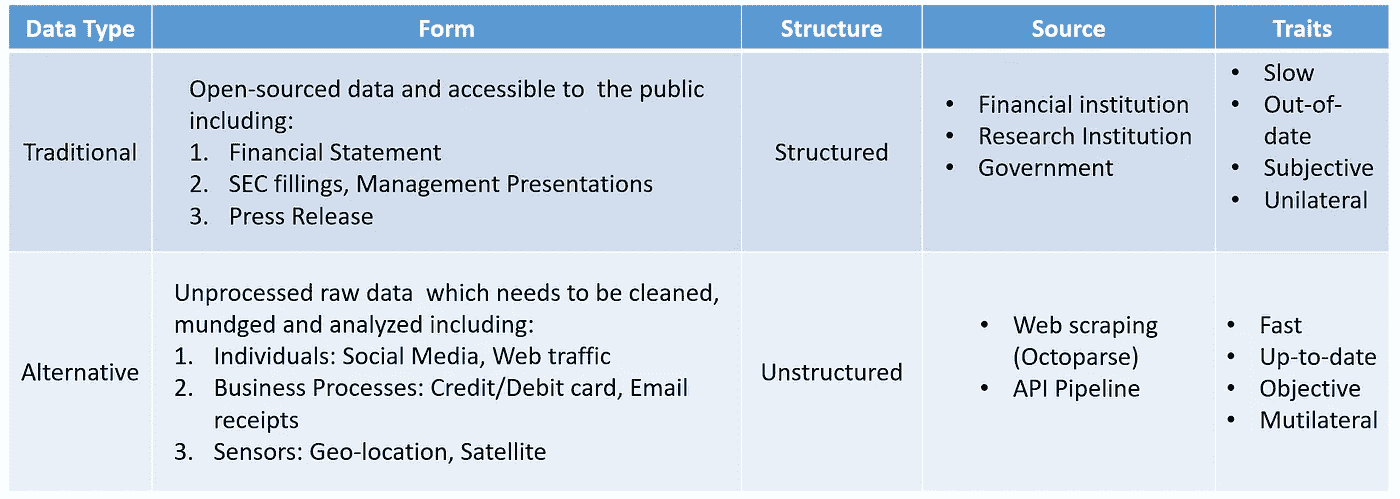 Data Type
Form
Structure
Source
Traits
Traditional
Open-sourced data and accessible to the public
including:
1. Financial Statement
2. SEC fillings, Management Presentations
3. Press Release
Structured
• Financial institution
• Research Institution
• Government
• Slow
• Out-of-
date
• Subjective
• Unilateral
Alternative
Unprocessed raw data which needs to be cleaned,
mundged and analyzed including:
1. Individuals: Social Media, Web traffic
2. Business Processes: Credit/Debit card, Email
receipts
3. Sensors: Geo-location, Satellite
Unstructured
• Web scraping
(Octoparse)
• API Pipeline
• Fast
• Up-to-date
• Objective
• Mutilateral